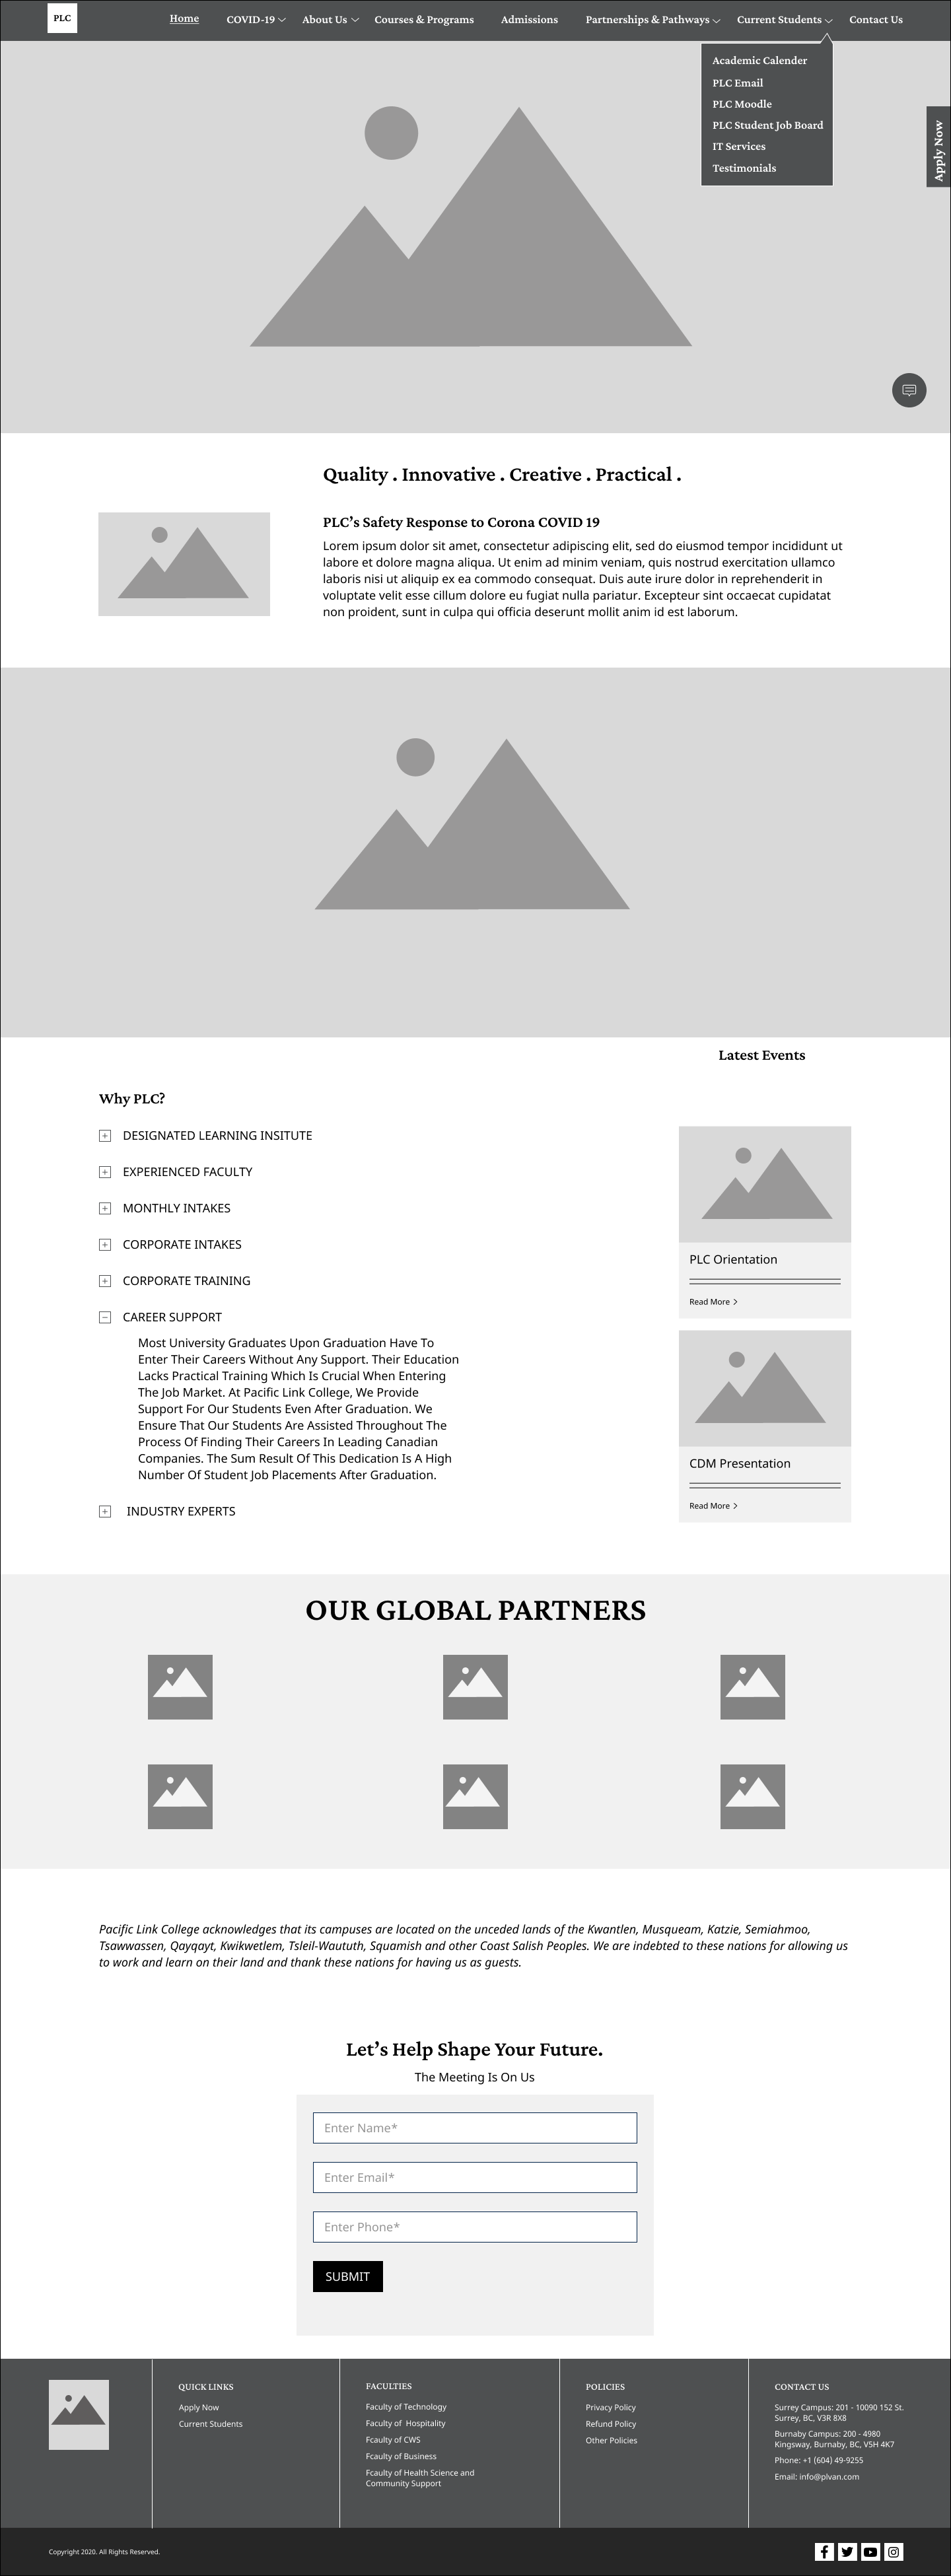 PLC
Home
COVID-19
About Us
Courses & Programs
Admissions
Partnerships & Pathways
Current Students
Contact Us
Academic Calender
PLC Email
PLC Moodle
PLC Student Job Board
IT Services
Testimonials
Apply Now
Quality . Innovative . Creative . Practical .
PLC’s Safety Response to Corona COVID 19
Lorem ipsum dolor sit amet, consectetur adipiscing elit, sed do eiusmod tempor incididunt ut
labore et dolore magna aliqua. Ut enim ad minim veniam, quis nostrud exercitation ullamco
laboris nisi ut aliquip ex ea commodo consequat. Duis aute irure dolor in reprehenderit in
voluptate velit esse cillum dolore eu fugiat nulla pariatur. Excepteur sint occaecat cupidatat
non proident, sunt in culpa qui officia deserunt mollit anim id est laborum.
Latest Events
Why PLC?
DESIGNATED LEARNING INSITUTE
EXPERIENCED FACULTY
MONTHLY INTAKES
CORPORATE INTAKES
CORPORATE TRAINING
CAREER SUPPORT
Most University Graduates Upon Graduation Have To
Enter Their Careers Without Any Support. Their Education
Lacks Practical Training Which Is Crucial When Entering
The Job Market. At Pacific Link College, We Provide
Support For Our Students Even After Graduation. We
Ensure That Our Students Are Assisted Throughout The
Process Of Finding Their Careers In Leading Canadian
Companies. The Sum Result Of This Dedication Is A High
Number Of Student Job Placements After Graduation.
INDUSTRY EXPERTS
PLC Orientation
Read More
CDM Presentation
Read More
OUR GLOBAL PARTNERS
Pacific Link College acknowledges that its campuses are located on the unceded lands of the Kwantlen, Musqueam, Katzie, Semiahmoo,
Tsawwassen, Qayqayt, Kwikwetlem, Tsleil-Waututh, Squamish and other Coast Salish Peoples. We are indebted to these nations for allowing us
to work and learn on their land and thank these nations for having us as guests.
Let’s Help Shape Your Future.
The Meeting Is On Us
Enter Name*
Enter Email*
Enter Phone*
SUBMIT
QUICK LINKS
Apply Now
Current Students
FACULTIES
Faculty of Technology
Faculty of Hospitality
Fcaulty of CWS
Fcaulty of Business
Fcaulty of Health Science and
Community Support
POLICIES
Privacy Policy
Refund Policy
Other Policies
CONTACT US
Surrey Campus: 201 - 10090 152 St.
Surrey, BC, V3R 8X8
Burnaby Campus: 200 - 4980
Kingsway, Burnaby, BC, V5H 4K7
Phone: +1 (604) 49-9255
Email: info@plvan.com
Copyright 2020. All Rights Reserved.